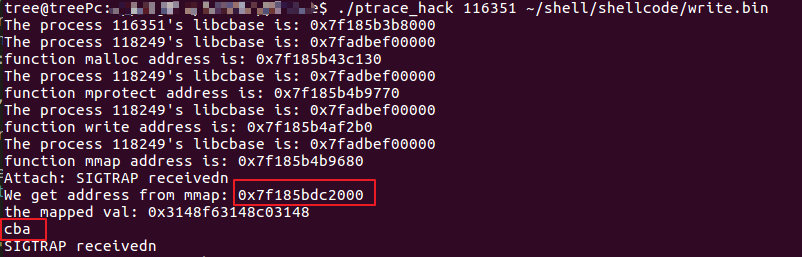 tree@treePc: $ ./ptrace_hack 116351 ~/shell/shellcode/write.bin
The process 116351's libcbase is: 0x7f185b3b8000
The process 118249's libcbase is: 0x7fadbef00000
function malloc address is: 0x7f185b43c130
The process 118249's libcbase is: 0x7fadbef00000
function mprotect address is: 0x7f185b4b9770
The process 118249's libcbase is: 0x7fadbef00000
function write address is: 0x7f185b4af2b0
The process 118249's libcbase is: 0x7fadbef00000
function mmap address is: 0x7f185b4b9680
Attach: SIGTRAP receivedn
We get address from mmap: 0x7f185bdc2000
the mapped val: 0x3148f63148c03148
cba
SIGTRAP receivedn